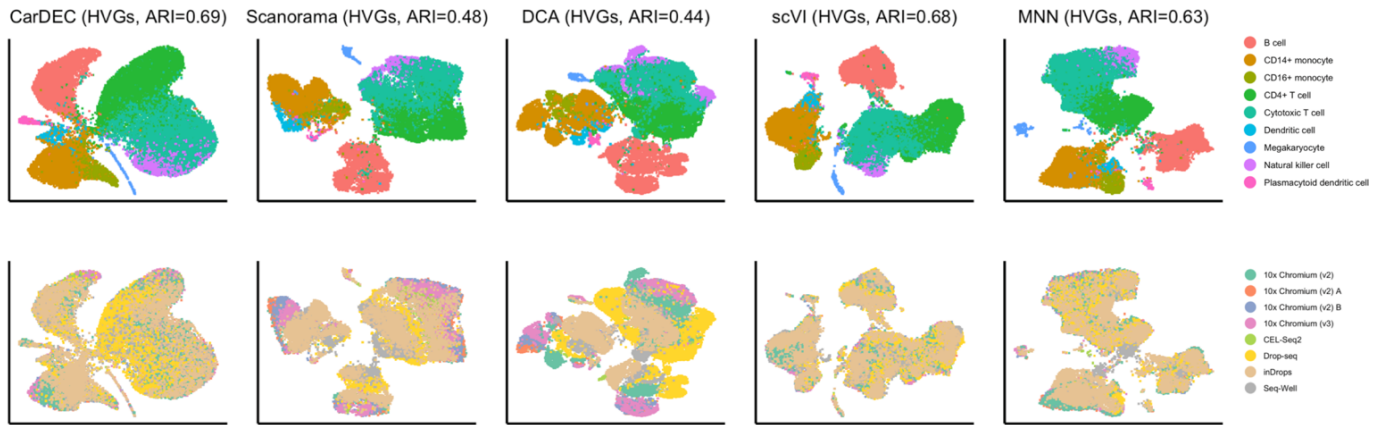 CarDEC (HVGs, ARI=0.69)
Scanorama (HVGs, ARI=0.48)
DCA (HVGs, ARI=0.44)
scVI (HVGs, ARI=0.68)
MNN (HVGs, ARI=0.63)
B cell
CD14+ monocyte
CD16+ monocyte
CD4+ T cell
Cytotoxic T cell
Dendritic cell
Megakaryocyte
Natural killer cell
Plasmacytoid dendritic cell
10x Chromium (v2)
10x Chromium (v2) A
10x Chromium (v2) B
10x Chromium (v3)
CEL-Seq2
Drop-seq
inDrops
Seq-Well